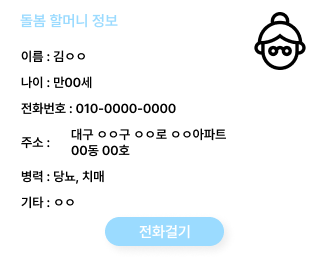 돌봄 할머니 정보
이름 : 김ㅇㅇ
나이 : 만00세
전화번호 : 010-0000-0000
주소 : 대구 ㅇㅇ구 ㅇㅇ로 ㅇㅇ아파트
00동 00호
병력 : 당뇨, 치매
기타 : ㅇㅇ
전화걸기